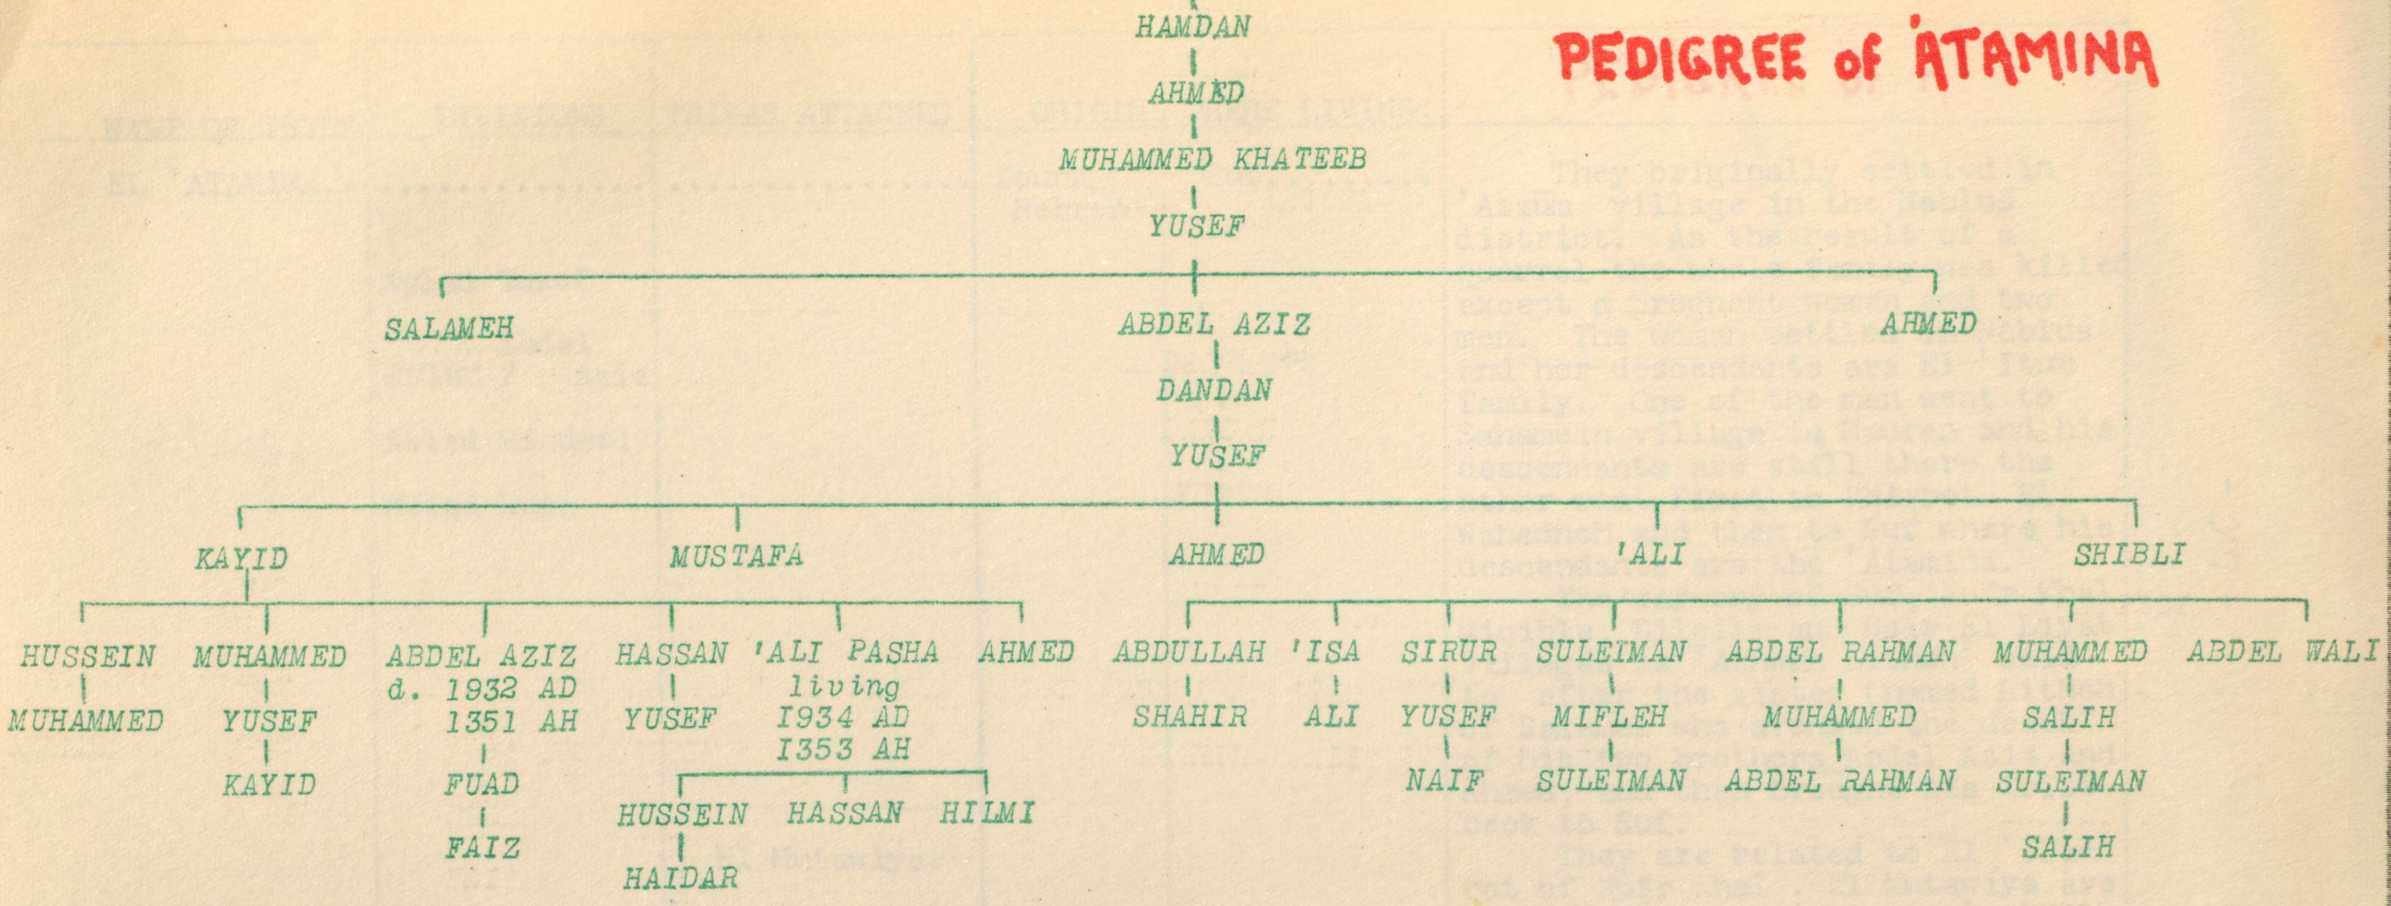 HAMDAN
PEDIGREE of 'ATAMINA
AHMED
MUHAMMED KHATEEB
YUSEF
SALAMEH ABDEL AZIZ AHMED
DANDAN
YUSEF
KAYID MUSTAFA AHMED 'ALI SHIBLI
HUSSEIN MUHAMMED ABDEL AZIZ HASSAN 'ALI PASHA AHMED ABDULLAH 'ISA SIRUR SULEIMAN ABDEL RAHMAN MUHAMMED ABDEL WALI
d. 1932 AD living
MUHAMMED YUSEF 1351 AH YUSEF I934 AD SHAHIR ALI YUSEF MIFLEH MUHAMMED SALIH
I353 AH
KAYID FUAD NAIF SULEIMAN ABDEL RAHMAN SULEIMAN
HUSSEIN HASSAN HILMI
FAIZ SALIH
HAIDAR